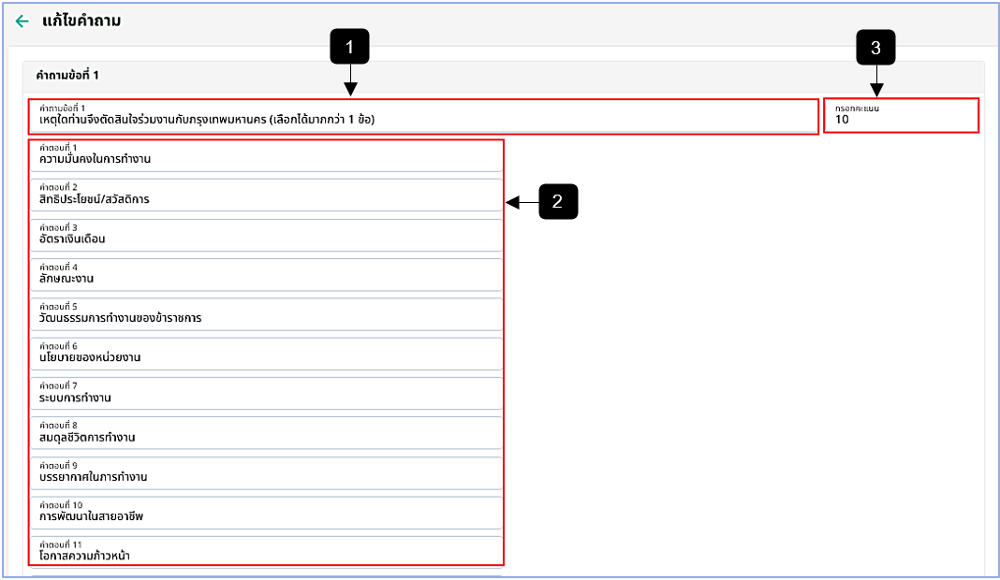 แก้ไขคำถาม
1
3
คำถามข้อที่ 1
คำถามข้อที่ 1
เหตุใดท่านจึงตัดสินใจร่วมงานกับกรุงเทพมหานคร (เลือกได้มากกว่า 1 ข้อ)
กรอกคะแนน
10
คำตอบที่ 1
ความมั่นคงในการทำงาน
คำตอบที่ 2
สิทธิประโยชน์/สวัสดิการ
2
คำตอบที่ 3
อัตราเงินเดือน
คำตอบที่ 4
ลักษณะงาน
คำตอบที่ 5
วัฒนธรรมการทำงานของข้าราชการ
คำตอบที่ 6
นโยบายของหน่วยงาน
คำตอบที่ 7
ระบบการทำงาน
คำตอบที่ 8
สมดุลชีวิตการทำงาน
คำตอบที่ 9
บรรยากาศในการทำงาน
คำตอบที่ 10
การพัฒนาในสายอาชีพ
คำตอบที่ 11
โอกาสความก้าวหน้า